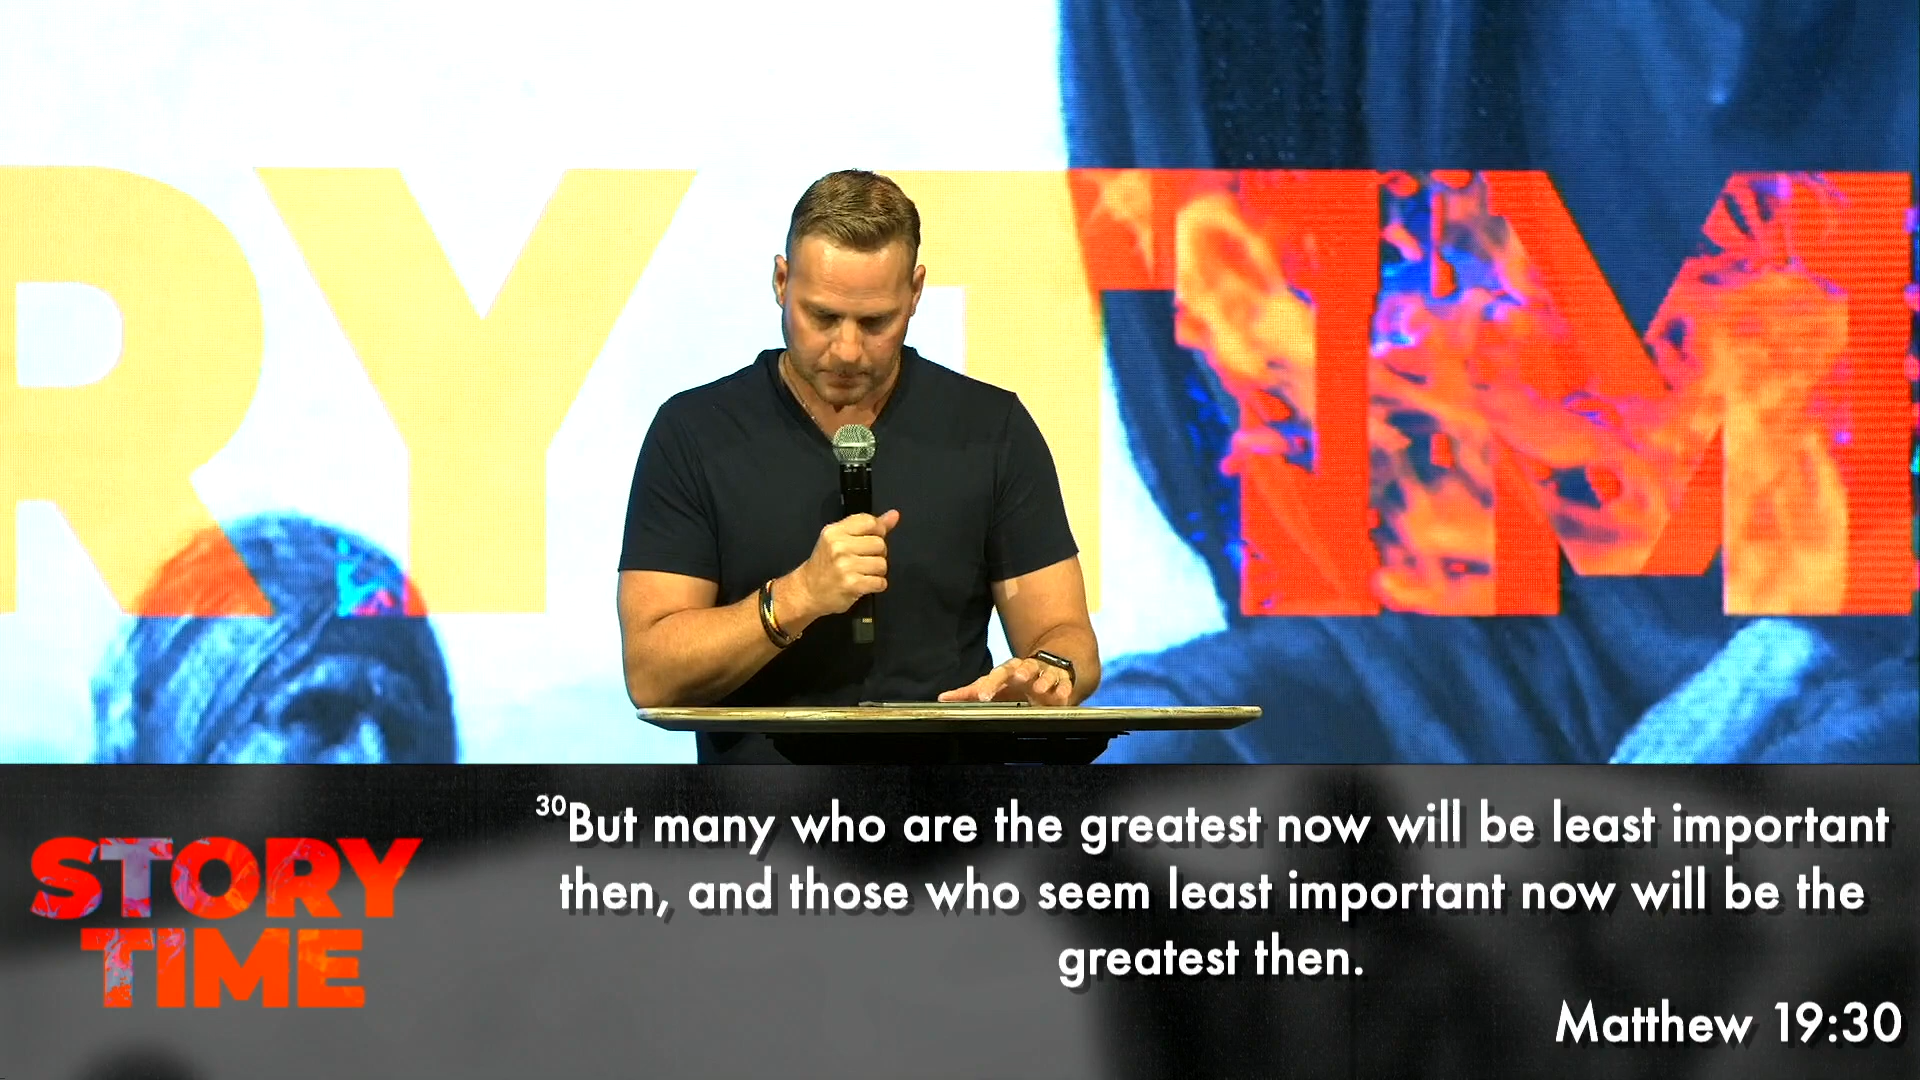 RY TIM
STORY
TIME
30But many who are the greatest now will be least important
then, and those who seem least important now will be the
greatest then.
Matthew 19:30